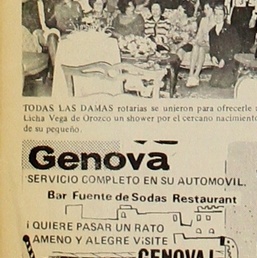 TODAS LAS DAMAS rotarias se unieron para ofrecerle a
Licha Vega de Orozco un shower por el cercano nacimiento
de su pequeño.
Genova
SERVICIO COMPLETO EN SU AUTOMOVIL.
Bar Fuente de Sodas Restaurant
¡ QUIERE PASAR UN RATO
AMENO Y ALEGRE ViSiTE
GENOVA!